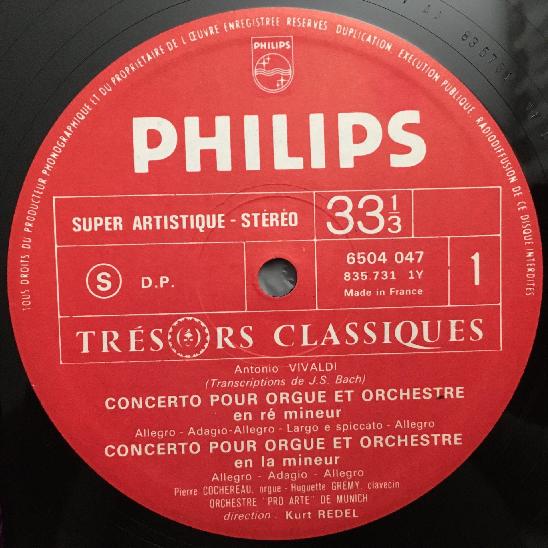 TOUS DROITS DU PRODUCTEUR PHONOGRAPHIQUE ET DU PROPRIETAIRE DE L'ŒUVRE ENREGISTREE RESERVES DUPLICATION, EXECUTION PUBLIQUE, RADIODIFFUSION DE CE DISQUE INTERDITES
PHILIPS
PHILIPS
SUPER ARTISTIQUE - STÉRÉO
33 1/3
S D.P.
6504 047
835.731 1Y
Made in France
1
TRÉSORS CLASSIQUES
Antonio VIVALDI
(Transcriptions de J.S. Bach)
CONCERTO POUR ORGUE ET ORCHESTRE
en ré mineur
Allegro - Adagio-Allegro - Largo e spiccato - Allegro
CONCERTO POUR ORGUE ET ORCHESTRE
en la mineur
Allegro - Adagio - Allegro
Pierre COCHEREAU, orgue - Huguette GRÉMY, clavecin
ORCHESTRE "PRO ARTE" DE MUNICH
direction : Kurt REDEL